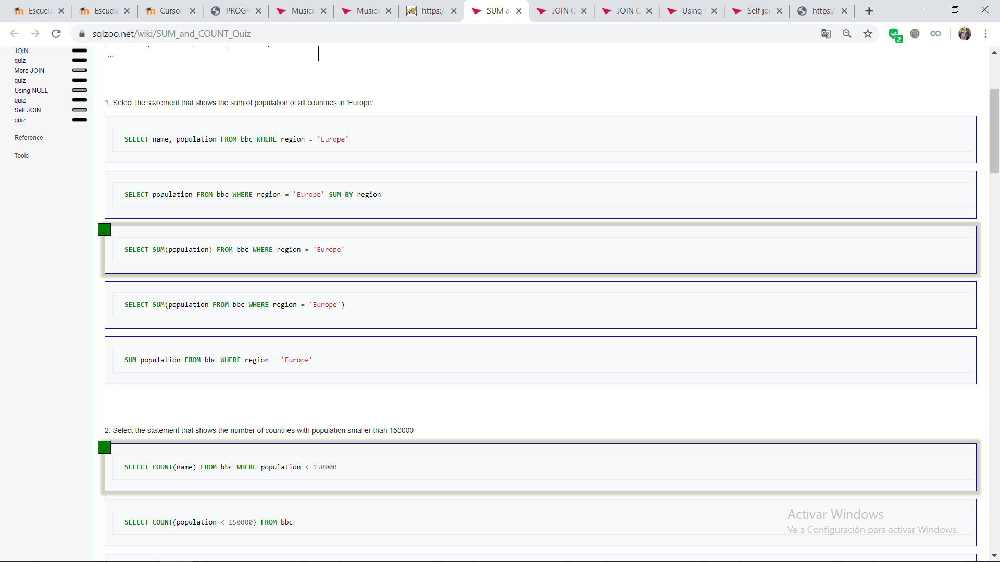 Escuela
Escuela
Curso:
PROGR
Musici
Musici
https:/
SUM a
JOIN C
JOIN C
Using
Self joi
https:/
sqlzoo.net/wiki/SUM_and_COUNT_Quiz
2
JOIN
quiz
More JOIN
quiz
Using NULL
quiz
Self JOIN
quiz
Reference
Tools
...
1. Select the statement that shows the sum of population of all countries in 'Europe'
SELECT name, population FROM bbc WHERE region = 'Europe'
SELECT population FROM bbc WHERE region = 'Europe' SUM BY region
SELECT SUM(population) FROM bbc WHERE region = 'Europe'
SELECT SUM(population FROM bbc WHERE region = 'Europe')
SUM population FROM bbc WHERE region = 'Europe'
2. Select the statement that shows the number of countries with population smaller than 150000
SELECT COUNT(name) FROM bbc WHERE population < 150000
SELECT COUNT(population < 150000) FROM bbc
Activar Windows
Ve a Configuración para activar Windows.